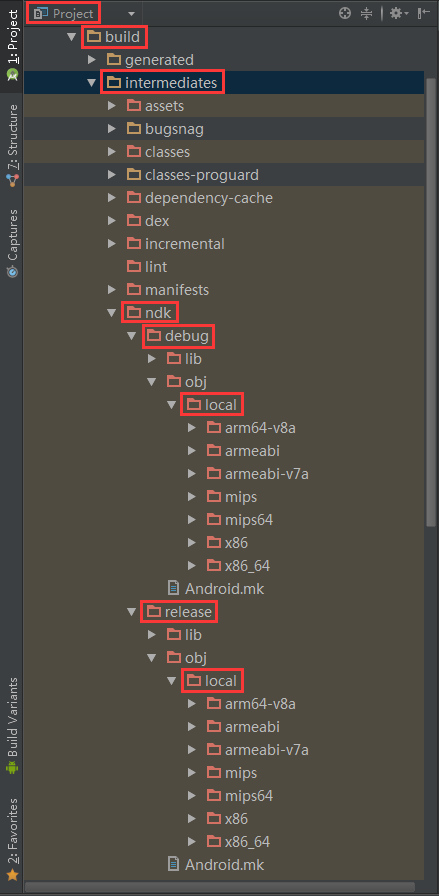 Project
build
generated
intermediates
assets
bugsnag
classes
classes-proguard
dependency-cache
dex
incremental
lint
manifests
ndk
debug
lib
obj
local
arm64-v8a
armeabi
armeabi-v7a
mips
mips64
x86
x86_64
Android.mk
release
lib
obj
local
arm64-v8a
armeabi
armeabi-v7a
mips
mips64
x86
x86_64
Android.mk
1: Project
7: Structure
Captures
Build Variants
2: Favorites